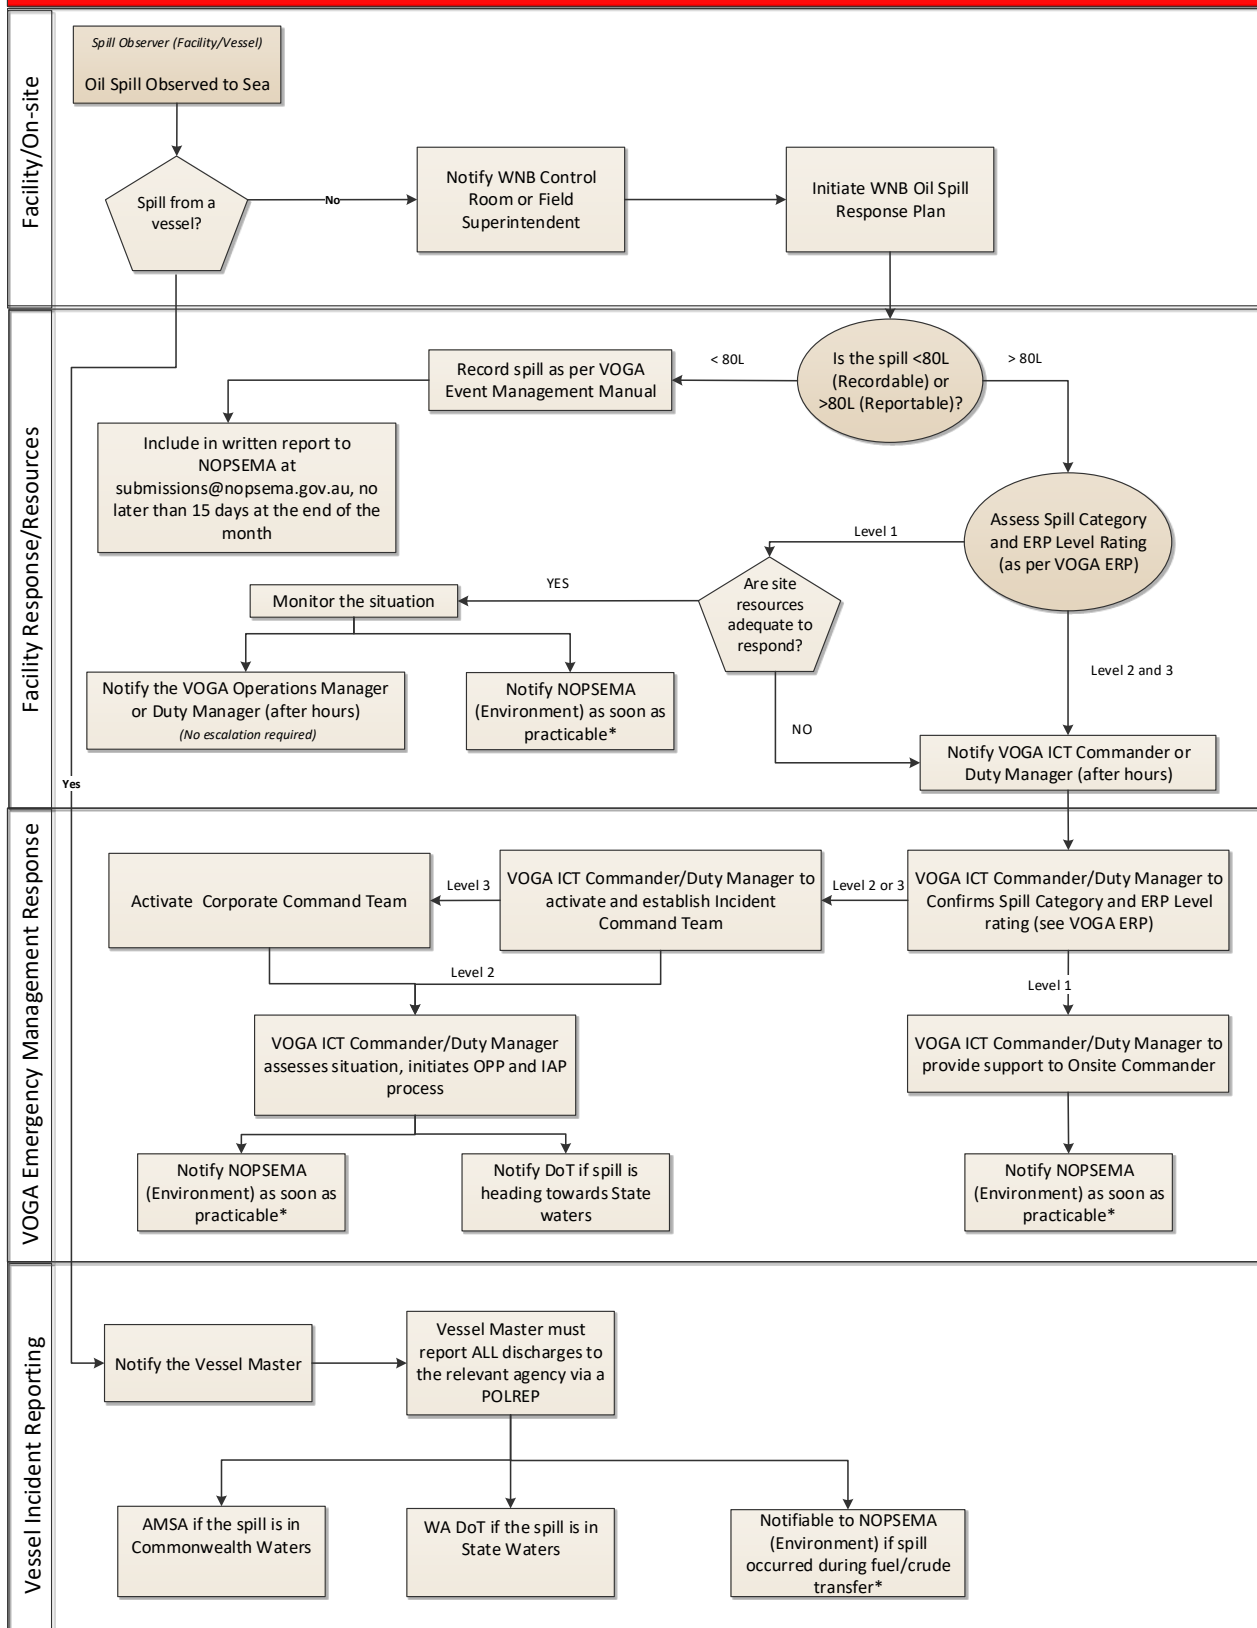 Facility/On-site
Spill Observer (Facility/Vessel)
Oil Spill Observed to Sea
Spill from a
vessel?
No
Notify WNB Control
Room or Field
Superintendent
Initiate WNB Oil Spill
Response Plan
Facility Response/Resources
Is the spill <80L
(Recordable) or
>80L (Reportable)?
< 80L
> 80L
Record spill as per VOGA
Event Management Manual
Include in written report to
NOPSEMA at
submissions@nopsema.gov.au, no
later than 15 days at the end of the
month
Assess Spill Category
and ERP Level Rating
(as per VOGA ERP)
Level 1
Are site
resources
adequate to
respond?
YES
Monitor the situation
Notify the VOGA Operations Manager
or Duty Manager (after hours)
(No escalation required)
Notify NOPSEMA
(Environment) as soon as
practicable*
Level 2 and 3
NO
Notify VOGA ICT Commander or
Duty Manager (after hours)
Yes
VOGA Emergency Management Response
Activate Corporate Command Team
Level 3
VOGA ICT Commander/Duty Manager to
activate and establish Incident
Command Team
Level 2 or 3
VOGA ICT Commander/Duty Manager to
Confirms Spill Category and ERP Level
rating (see VOGA ERP)
Level 2
Level 1
VOGA ICT Commander/Duty Manager
assesses situation, initiates OPP and IAP
process
VOGA ICT Commander/Duty Manager to
provide support to Onsite Commander
Notify NOPSEMA
(Environment) as soon as
practicable*
Notify DoT if spill is
heading towards State
waters
Notify NOPSEMA
(Environment) as soon as
practicable*
Vessel Incident Reporting
Notify the Vessel Master
Vessel Master must
report ALL discharges to
the relevant agency via a
POLREP
AMSA if the spill is in
Commonwealth Waters
WA DoT if the spill is in
State Waters
Notifiable to NOPSEMA
(Environment) if spill
occurred during fuel/crude
transfer*